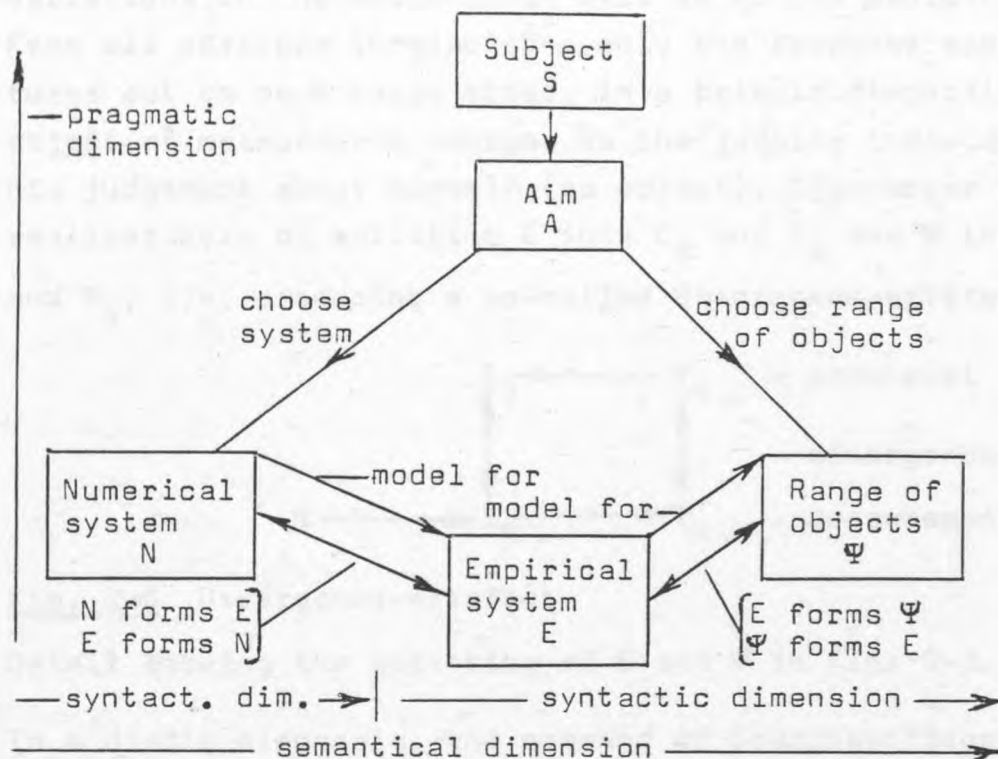 Subject
S
pragmatic
dimension
Aim
A
choose
system
choose range
of objects
model for
model for
Numerical
system
N
Empirical
system
E
Range of
objects
Ψ
N forms E
E forms N
E forms Ψ
Ψ forms E
syntact. dim.
syntactic dimension
semantical dimension